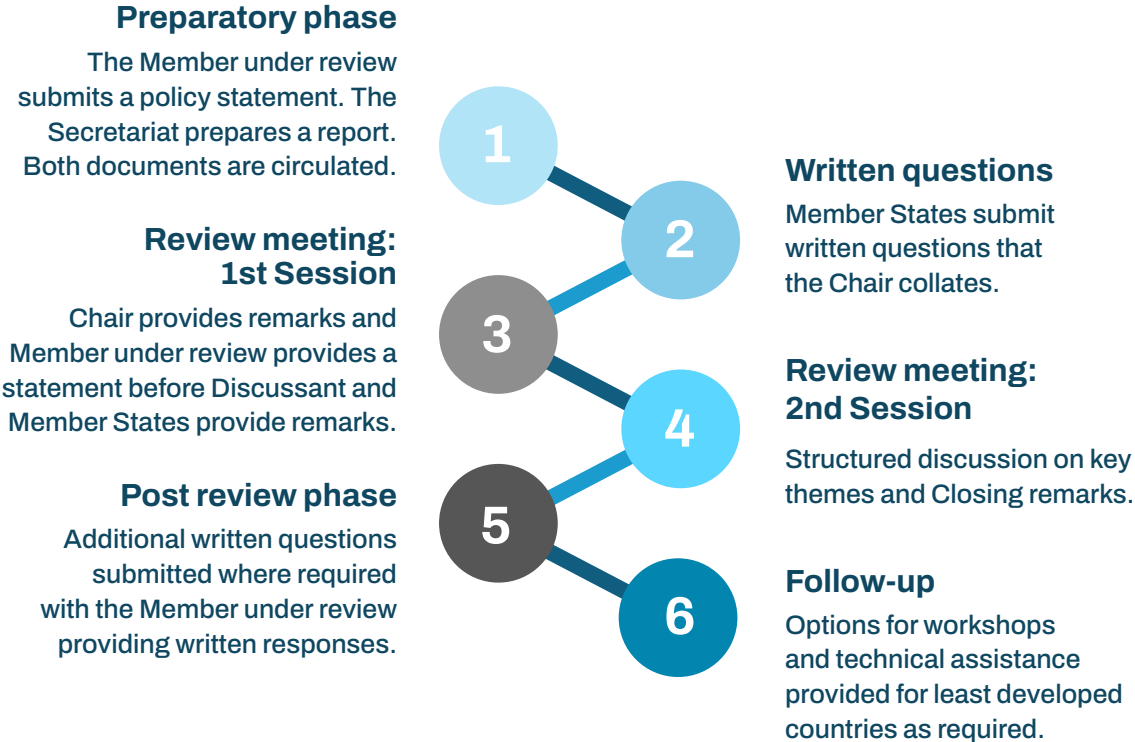 Preparatory phase
The Member under review
submits a policy statement. The
Secretariat prepares a report.
Both documents are circulated.
1
Written questions
Member States submit
written questions that
the Chair collates.
2
Review meeting:
1st Session
Chair provides remarks and
Member under review provides a
statement before Discussant and
Member States provide remarks.
3
Review meeting:
2nd Session
Structured discussion on key
themes and Closing remarks.
4
Post review phase
Additional written questions
submitted where required
with the Member under review
providing written responses.
5
Follow-up
Options for workshops
and technical assistance
provided for least developed
countries as required.
6